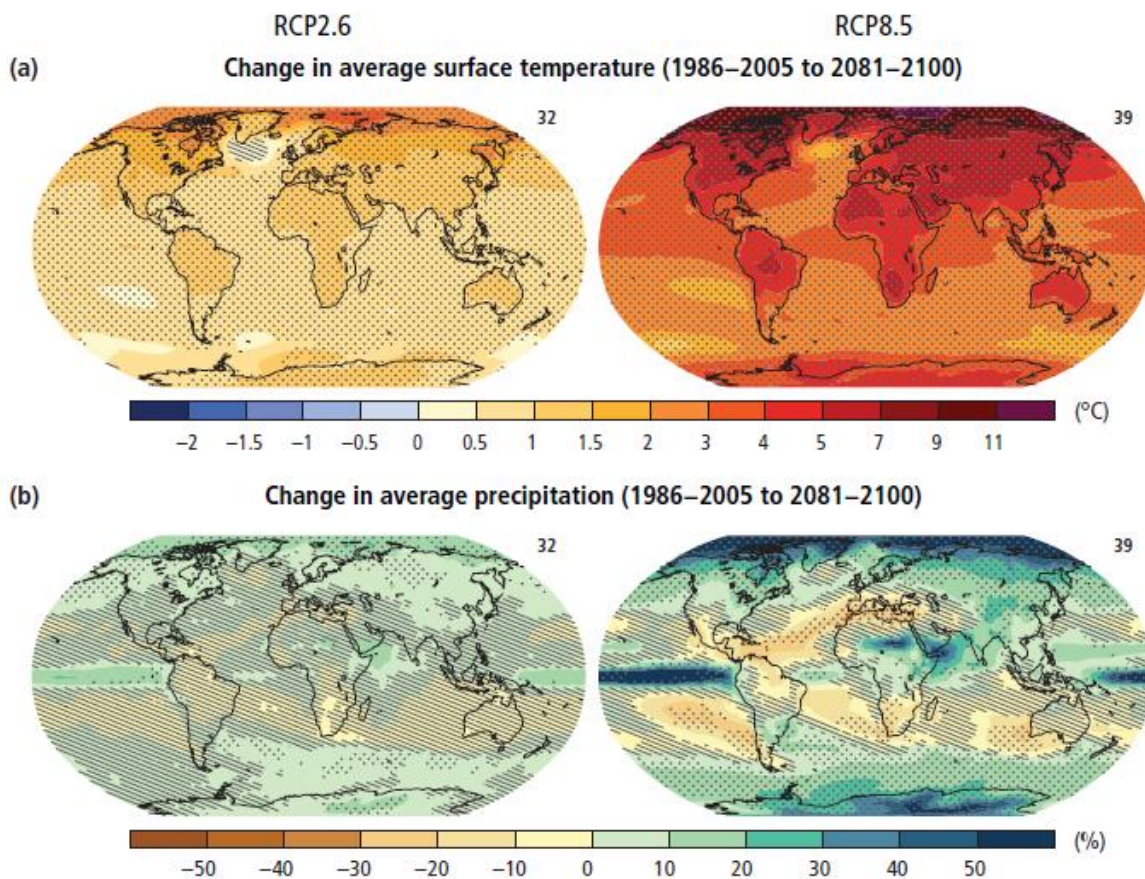 RCP2.6 RCP8.5
(a) Change in average surface temperature (1986–2005 to 2081–2100)
32 39
−2 −1.5 −1 −0.5 0 0.5 1 1.5 2 3 4 5 7 9 11 (°C)
(b) Change in average precipitation (1986–2005 to 2081–2100)
32 39
−50 −40 −30 −20 −10 0 10 20 30 40 50 (%)